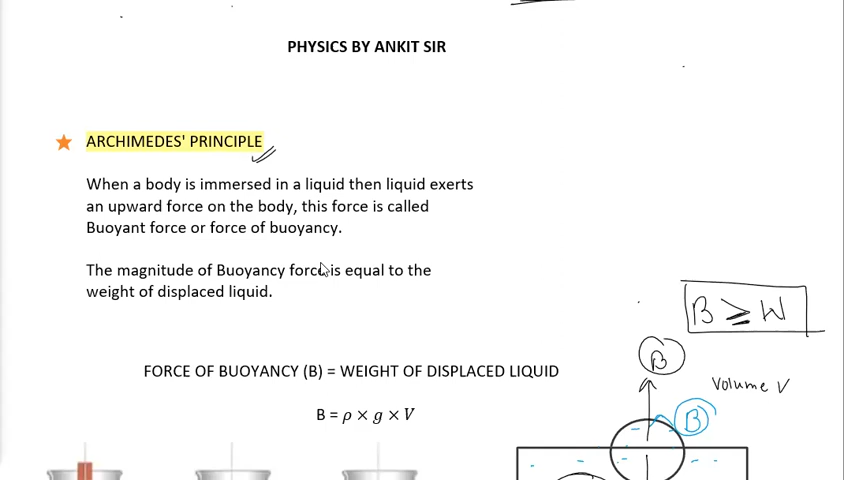 PHYSICS BY ANKIT SIR
ARCHIMEDES' PRINCIPLE
When a body is immersed in a liquid then liquid exerts
an upward force on the body, this force is called
Buoyant force or force of buoyancy.
The magnitude of Buoyancy force is equal to the
weight of displaced liquid.
B ≥ W
B
FORCE OF BUOYANCY (B) = WEIGHT OF DISPLACED LIQUID
Volume V
B = ρ × g × V
B